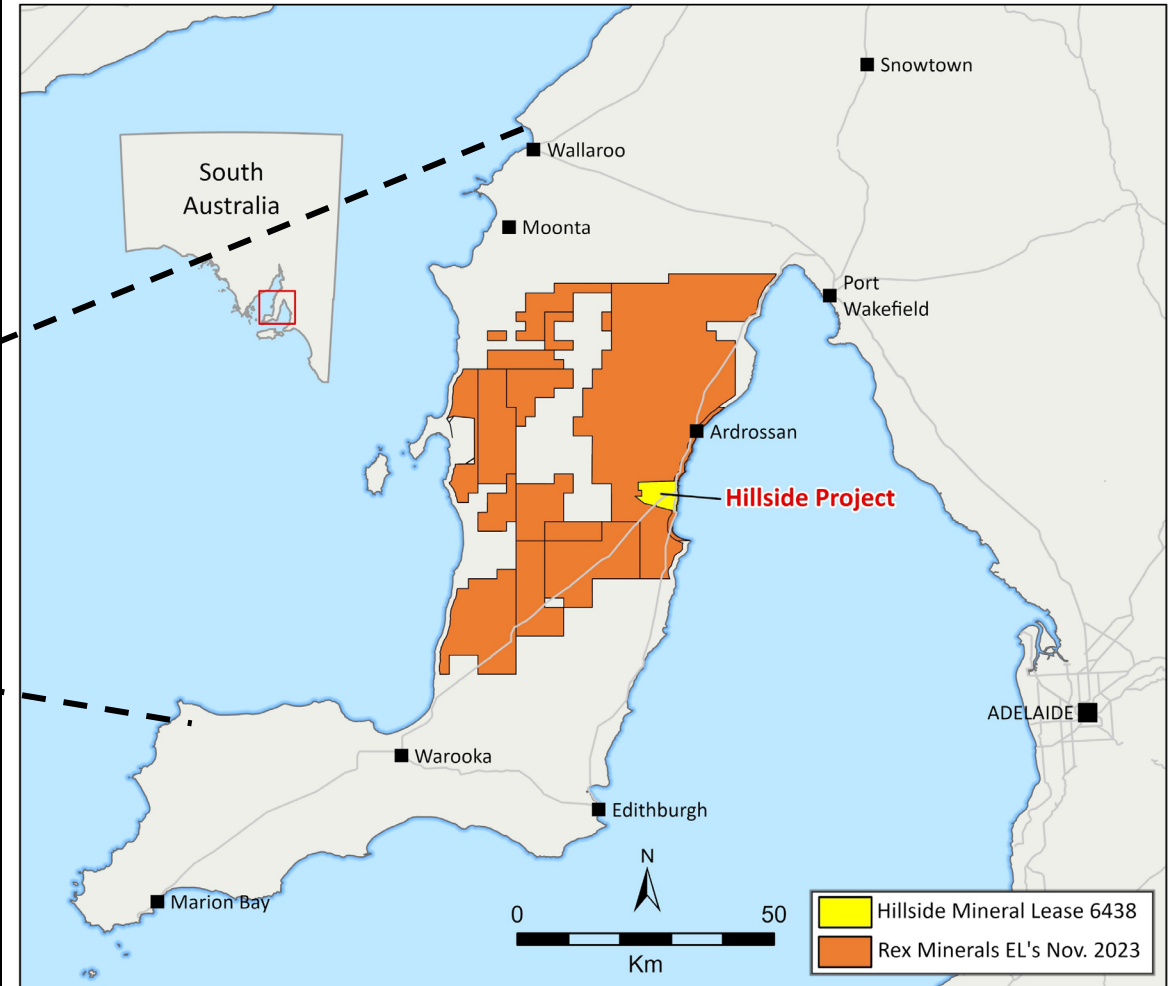 Snowtown
Wallaroo
South
Australia
Moonta
Port
Wakefield
Ardrossan
Hillside Project
ADELAIDE
Warooka
Edithburgh
N
Marion Bay
0 50
Km
Hillside Mineral Lease 6438
Rex Minerals EL's Nov. 2023